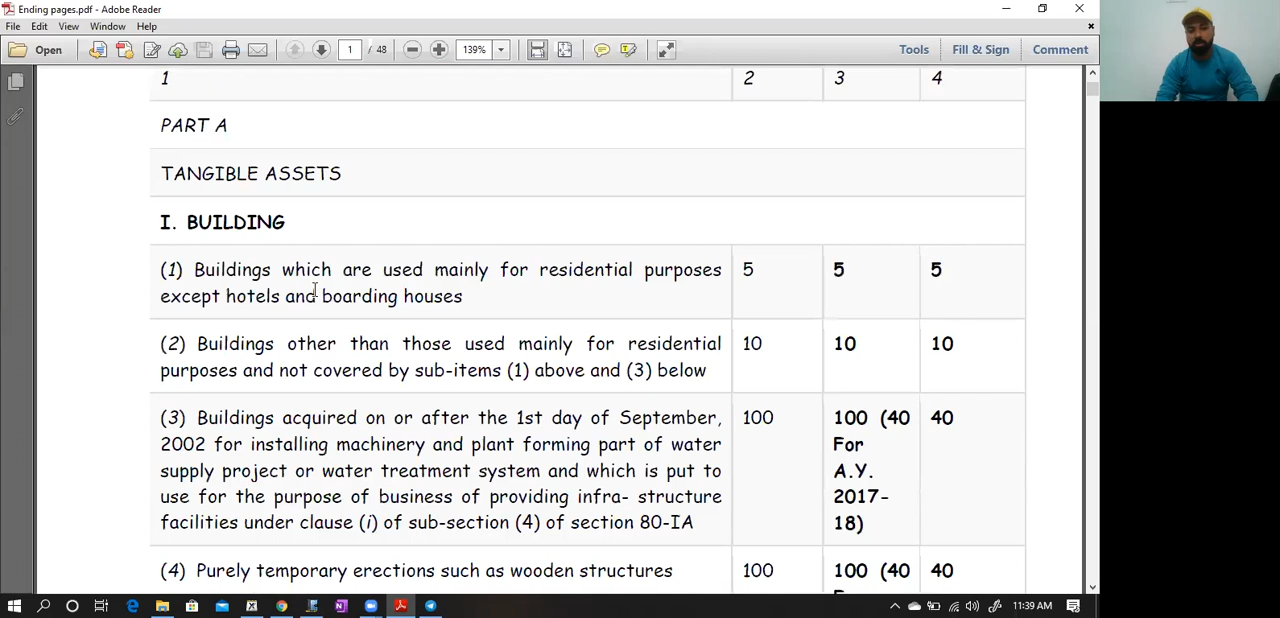 Ending pages.pdf - Adobe Reader
File Edit View Window Help
Open 1 / 48 139% Tools Fill & Sign Comment
1 2 3 4
PART A
TANGIBLE ASSETS
I. BUILDING
(1) Buildings which are used mainly for residential purposes 5 5 5
except hotels and boarding houses
(2) Buildings other than those used mainly for residential 10 10 10
purposes and not covered by sub-items (1) above and (3) below
(3) Buildings acquired on or after the 1st day of September, 100 100 (40 40
2002 for installing machinery and plant forming part of water For
supply project or water treatment system and which is put to A.Y.
use for the purpose of business of providing infra- structure 2017-
facilities under clause (i) of sub-section (4) of section 80-IA 18)
(4) Purely temporary erections such as wooden structures 100 100 (40 40
11:39 AM